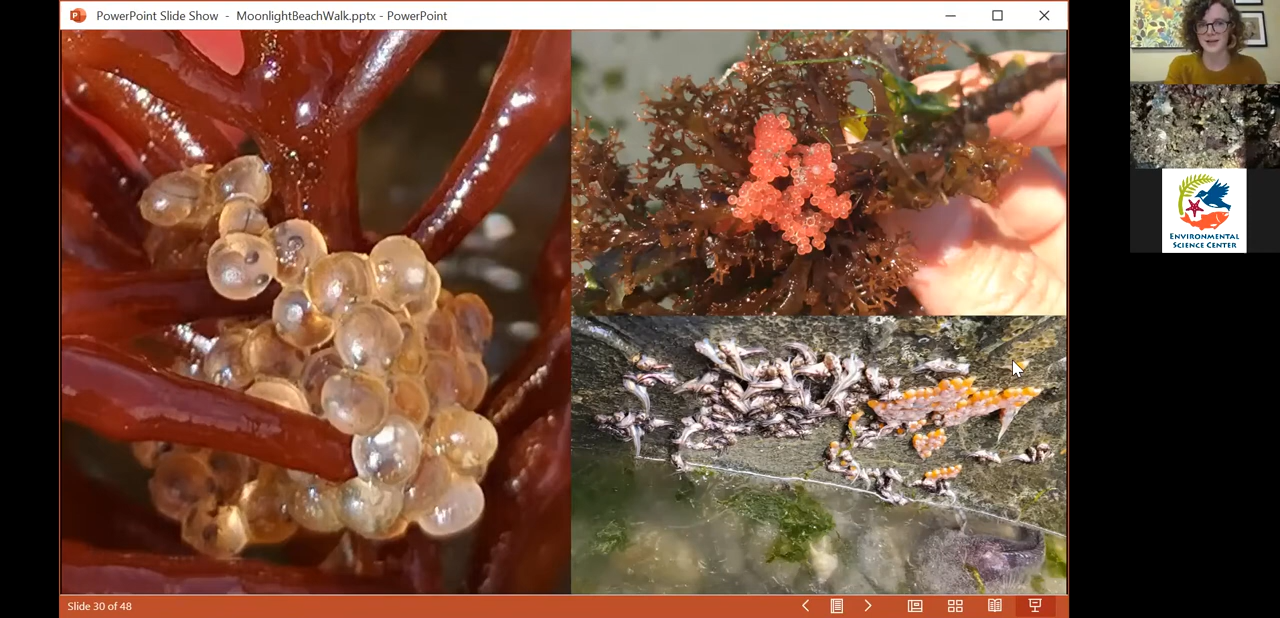 PowerPoint Slide Show - MoonlightBeachWalk.pptx - PowerPoint
ENVIRONMENTAL
SCIENCE CENTER
Slide 30 of 48